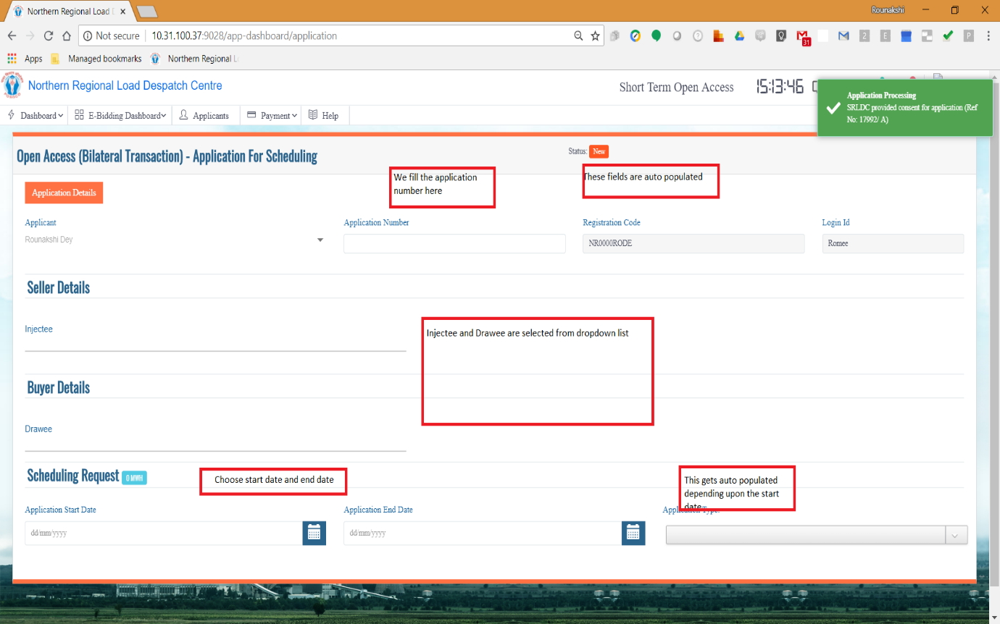 Northern Regional Load D
Rounakshi
Not secure
10.31.100.37:9028/app-dashboard/application
31
2
E
P
Apps
Managed bookmarks
Northern Regional L
Northern Regional Load Despatch Centre
Short Term Open Access
15:13:46
Application Processing
SRLDC provided consent for application (Ref
No: 17992/ A)
Dashboard
E-Bidding Dashboard
Applicants
Payment
Help
Open Access (Bilateral Transaction) - Application For Scheduling
Status: New
We fill the application
number here
These fields are auto populated
Application Details
Applicant
Application Number
Registration Code
Login Id
Rounakshi Dey
NR0000RODE
Romee
Seller Details
Injectee
Injectee and Drawee are selected from dropdown list
Buyer Details
Drawee
Scheduling Request 0 MWH
Choose start date and end date
This gets auto populated
depending upon the start
date
Application Start Date
Application End Date
Application Type:
dd/mm/yyyy
dd/mm/yyyy